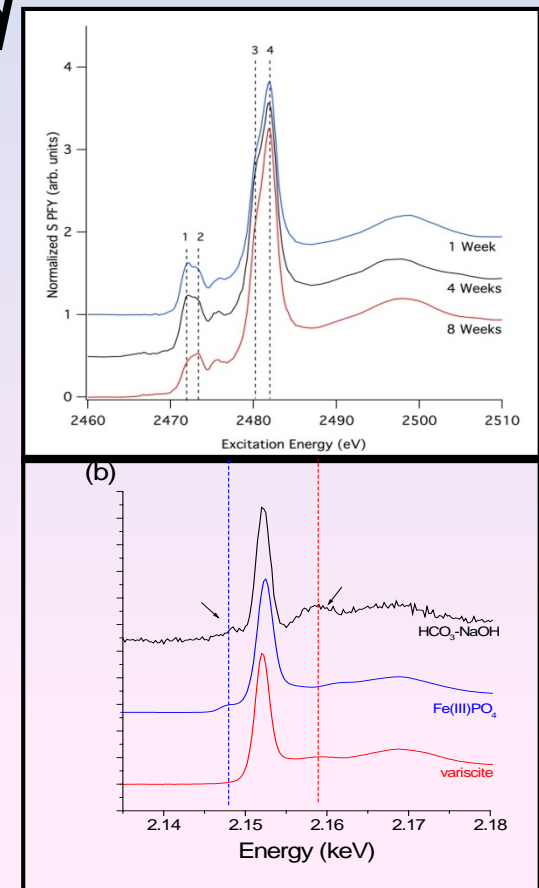 3 4
4
3
2
1
0
Normalized S PFY (arb. units)
1 2
1 Week
4 Weeks
8 Weeks
2460 2470 2480 2490 2500 2510
Excitation Energy (eV)
(b)
HCO₃-NaOH
Fe(III)PO₄
variscite
2.14 2.15 2.16 2.17 2.18
Energy (keV)